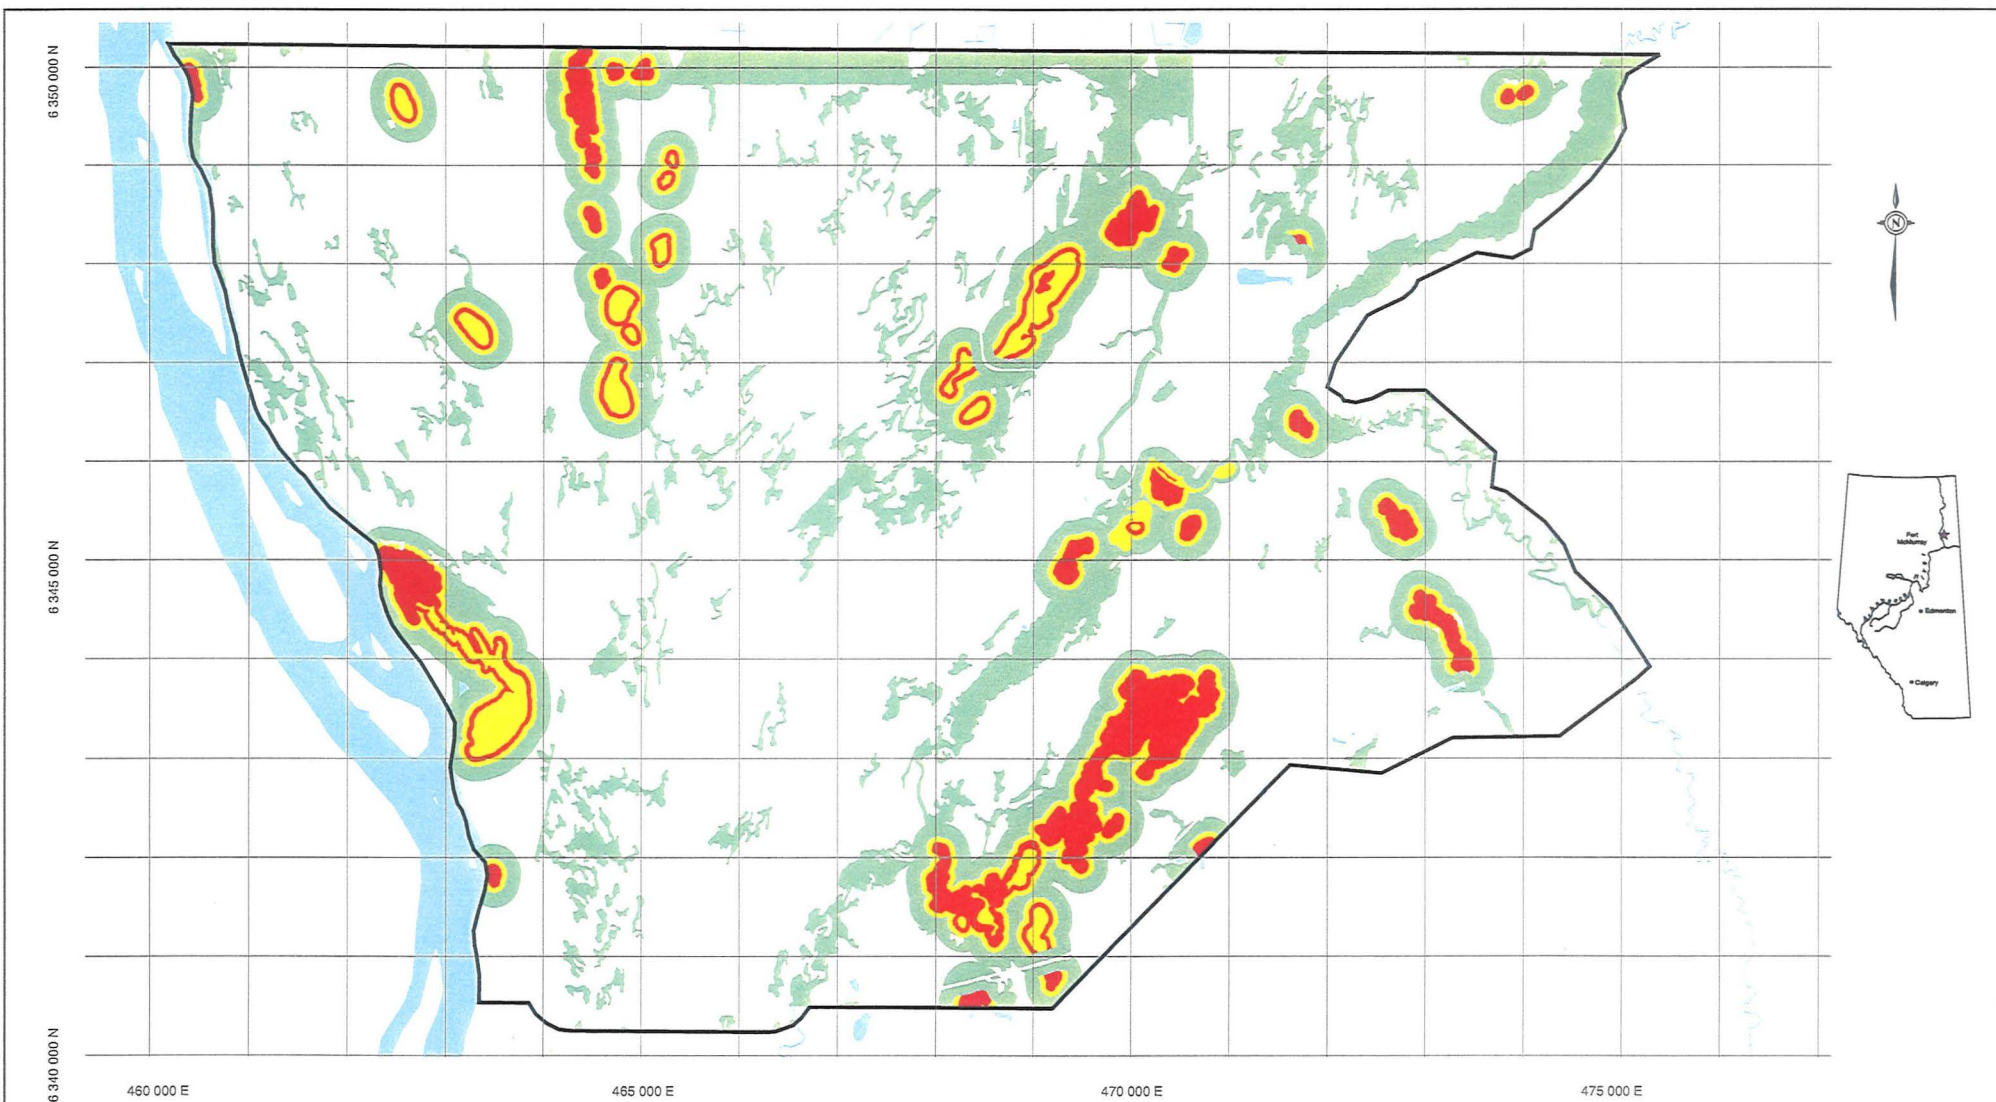 6 350 000 N
6 345 000 N
6 340 000 N
460 000 E
465 000 E
470 000 E
475 000 E
N
Fort
McMurray
Edmonton
Calgary